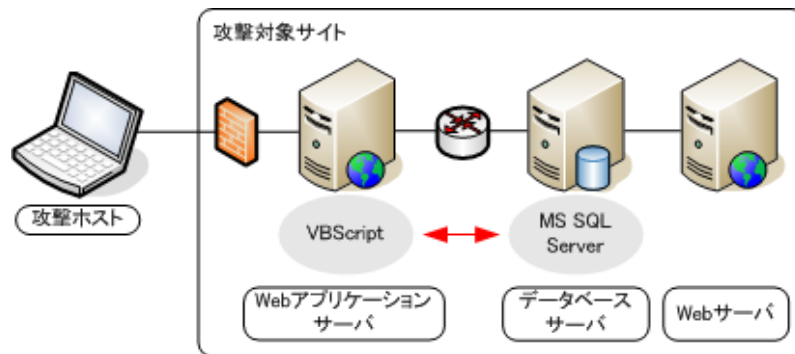 攻撃対象サイト
攻撃ホスト
VBScript
MS SQL
Server
Webアプリケーション
サーバ
データベース
サーバ
Webサーバ